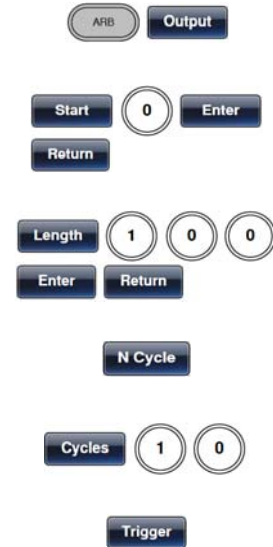 ARB Output
Start 0 Enter
Return
Length 1 0 0
Enter Return
N Cycle
Cycles 1 0
Trigger